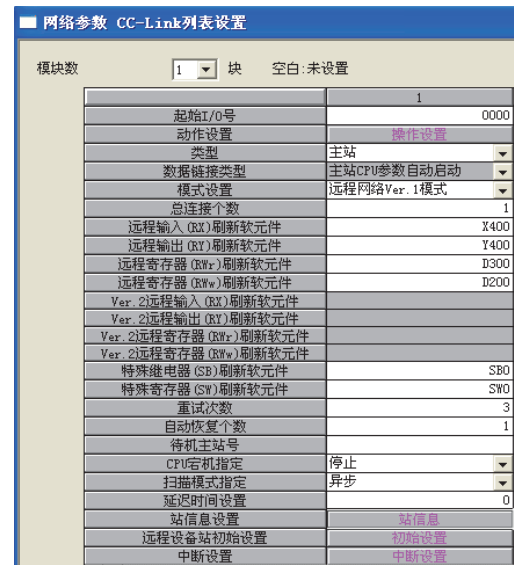 网络参数 CC-Link列表设置
模块数 1 块 空白:未设置
1
起始I/O号 0000
动作设置 操作设置
类型 主站
数据链接类型 主站CPU参数自动启动
模式设置 远程网络Ver.1模式
总连接个数 1
远程输入(RX)刷新软元件 X400
远程输出(RY)刷新软元件 Y400
远程寄存器(RWr)刷新软元件 D300
远程寄存器(RWw)刷新软元件 D200
Ver.2远程输入(RX)刷新软元件
Ver.2远程输出(RY)刷新软元件
Ver.2远程寄存器(RWr)刷新软元件
Ver.2远程寄存器(RWw)刷新软元件
特殊继电器(SB)刷新软元件 SB0
特殊寄存器(SW)刷新软元件 SW0
重试次数 3
自动恢复个数 1
待机主站号
CPU宕机指定 停止
扫描模式指定 异步
延迟时间设置 0
站信息设置 站信息
远程设备站初始设置 初始设置
中断设置 中断设置